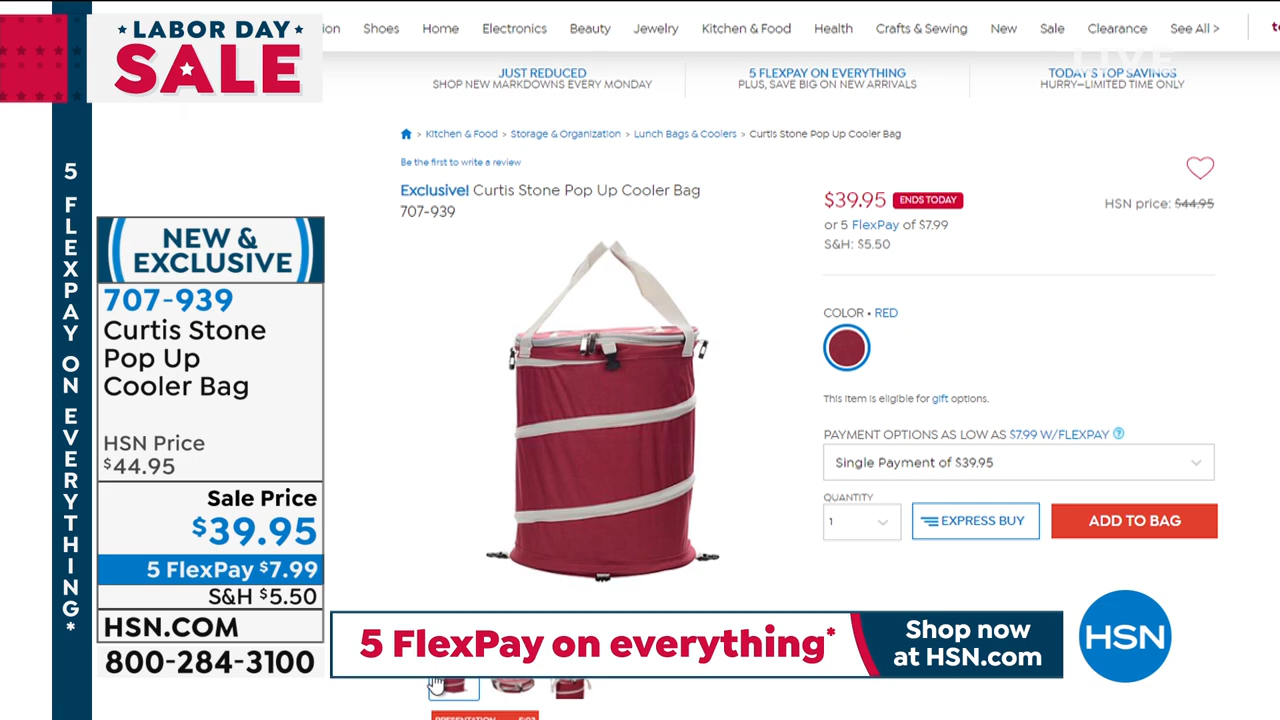 LABOR DAY
SALE
Shoes
Home
Electronics
Beauty
Jewelry
Kitchen & Food
Health
Crafts & Sewing
New
Sale
Clearance
See All >
LIVE
JUST REDUCED
SHOP NEW MARKDOWNS EVERY MONDAY
5 FLEXPAY ON EVERYTHING
PLUS, SAVE BIG ON NEW ARRIVALS
TODAY'S TOP SAVINGS
HURRY—LIMITED TIME ONLY
> Kitchen & Food > Storage & Organization > Lunch Bags & Coolers > Curtis Stone Pop Up Cooler Bag
Be the first to write a review
Exclusive! Curtis Stone Pop Up Cooler Bag
707-939
$39.95 ENDS TODAY
HSN price: $44.95
or 5 FlexPay of $7.99
S&H: $5.50
COLOR • RED
This item is eligible for gift options.
PAYMENT OPTIONS AS LOW AS $7.99 W/FLEXPAY ?
Single Payment of $39.95
QUANTITY
1
EXPRESS BUY
ADD TO BAG
5 FLEXPAY ON EVERYTHING*
NEW &
EXCLUSIVE
707-939
Curtis Stone
Pop Up
Cooler Bag
HSN Price
$44.95
Sale Price
$39.95
5 FlexPay $7.99
S&H $5.50
HSN.COM
800-284-3100
5 FlexPay on everything*
Shop now
at HSN.com
HSN
PRESENTATION 5:03